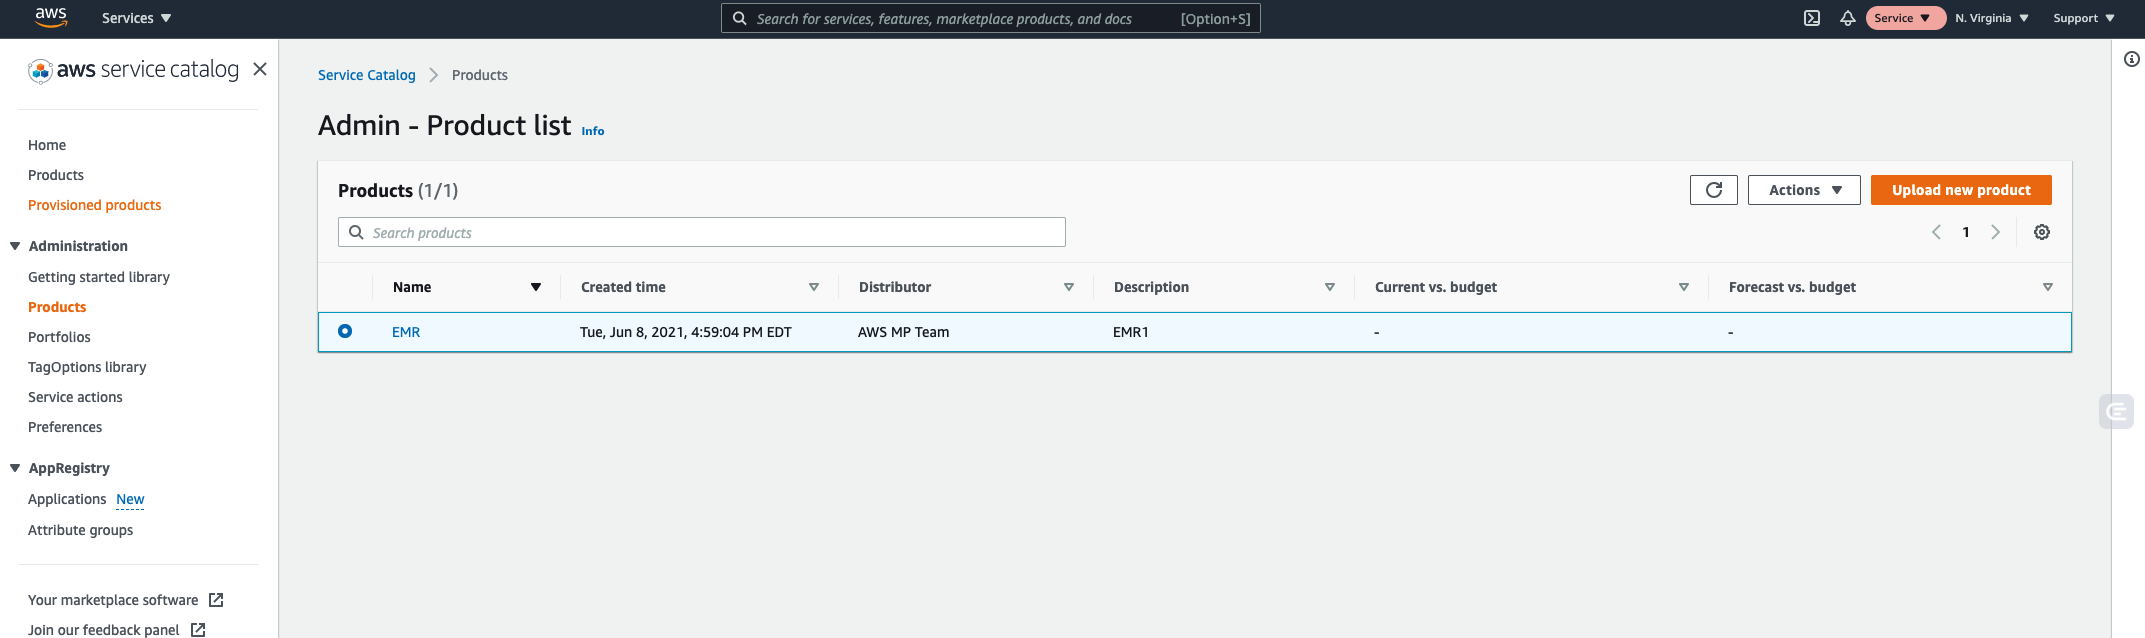 aws Services Search for services, features, marketplace products, and docs [Option+S] Service N. Virginia Support
aws service catalog
Home
Products
Provisioned products
Administration
Getting started library
Products
Portfolios
TagOptions library
Service actions
Preferences
AppRegistry
Applications New
Attribute groups
Your marketplace software
Join our feedback panel
Service Catalog Products
Admin - Product list Info
Products (1/1) Actions Upload new product
Search products 1
Name Created time Distributor Description Current vs. budget Forecast vs. budget
EMR Tue, Jun 8, 2021, 4:59:04 PM EDT AWS MP Team EMR1 - -